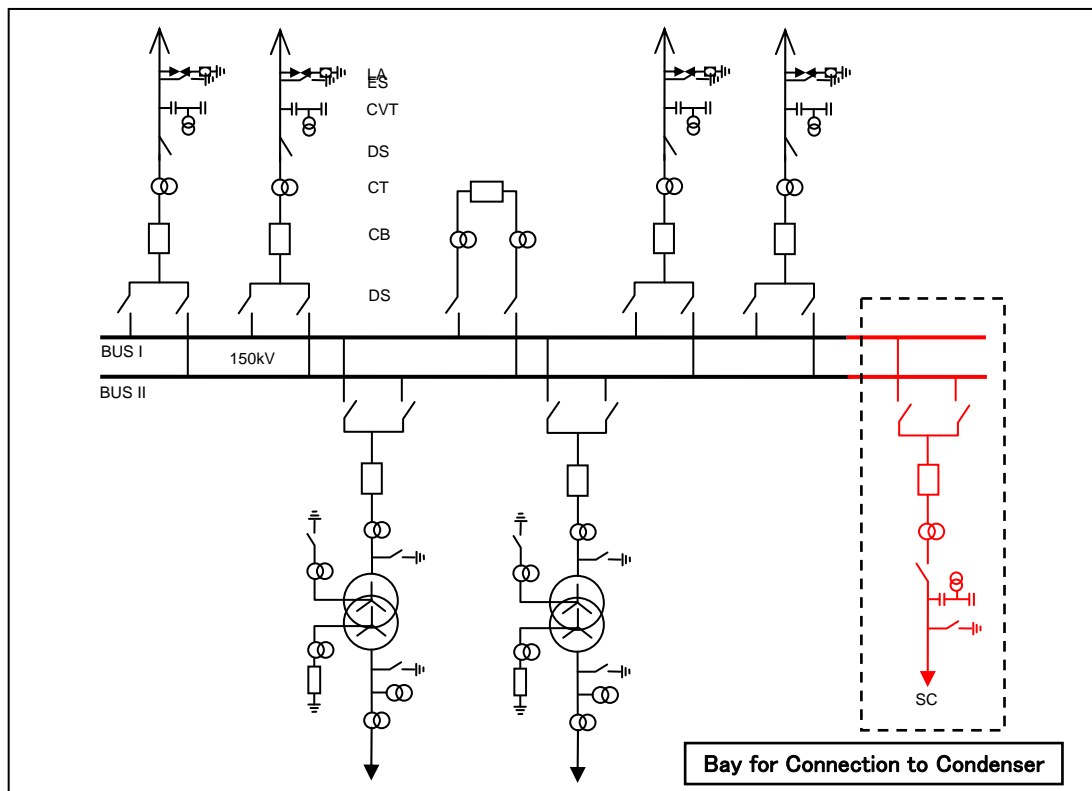 LA
ES
CVT
DS
CT
CB
DS
BUS I
150kV
BUS II
SC
Bay for Connection to Condenser